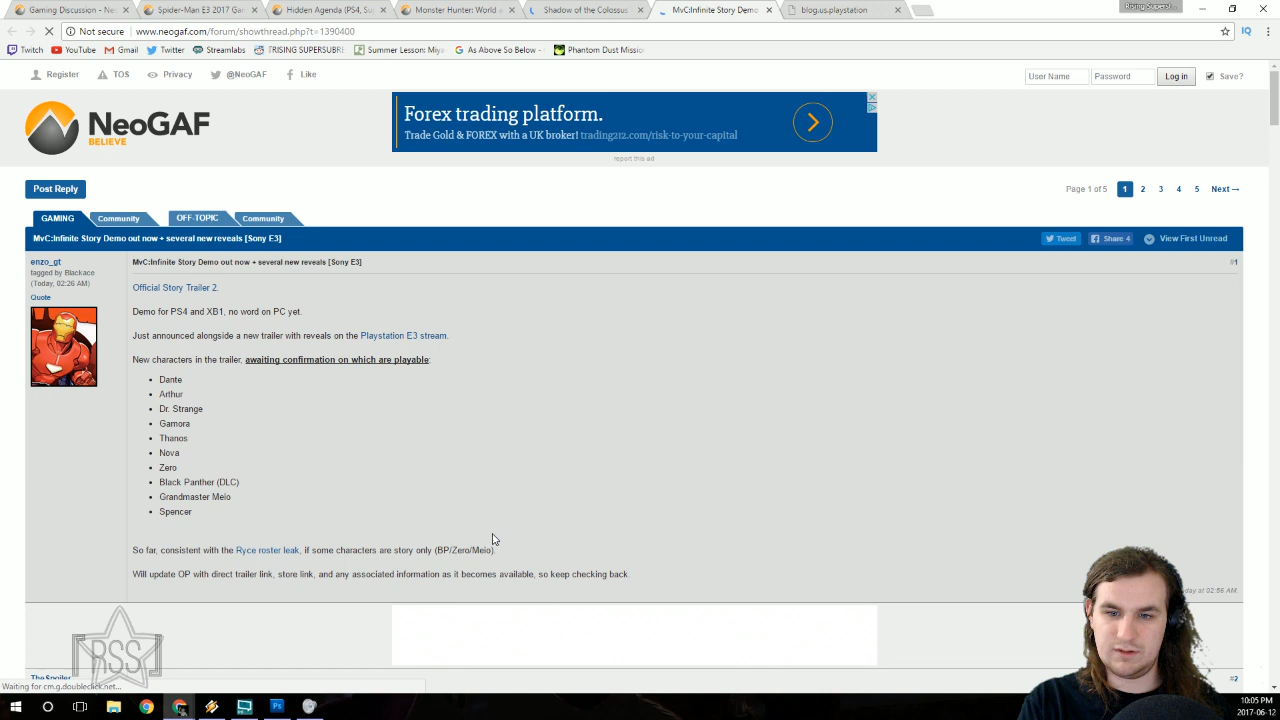 Gaming Discussion - Ne
Spider-Man E3 2017 Gam
Hidden Agenda (PS4, Su
Monster Hunter: World
Shadow of the Colossus
MvC:Infinite Story Demo
blog.us.playstation
Not secure
www.neogaf.com/forum/showthread.php?t=1390400
Twitch
YouTube
Gmail
Twitter
Streamlabs
TRISING SUPERSUBRE
Summer Lesson: Miy
As Above So Below -
Phantom Dust Missio
Register
TOS
Privacy
@NeoGAF
Like
User Name
Password
Log in
Save?
NeoGAF
BELIEVE
Forex trading platform.
Trade Gold & FOREX with a UK broker! trading212.com/risk-to-your-capital
report this ad
Post Reply
Page 1 of 5
1 2 3 4 5 Next →
GAMING
Community
OFF-TOPIC
Community
MvC:Infinite Story Demo out now + several new reveals [Sony E3]
Tweet
Share 4
View First Unread
enzo_gt
tagged by Blackace
(Today, 02:26 AM)
Quote
MvC:Infinite Story Demo out now + several new reveals [Sony E3]
#1
Official Story Trailer 2.
Demo for PS4 and XB1, no word on PC yet.
Just announced alongside a new trailer with reveals on the Playstation E3 stream.
New characters in the trailer, awaiting confirmation on which are playable:
• Dante
• Arthur
• Dr. Strange
• Gamora
• Thanos
• Nova
• Zero
• Black Panther (DLC)
• Grandmaster Meio
• Spencer
So far, consistent with the Ryce roster leak, if some characters are story only (BP/Zero/Meio).
Will update OP with direct trailer link, store link, and any associated information as it becomes available, so keep checking back.
at 02:56 AM.
RSS
TheSpoiler
#2
Waiting for cm.g.doubleclick.net...
10:05 PM
2017-06-12